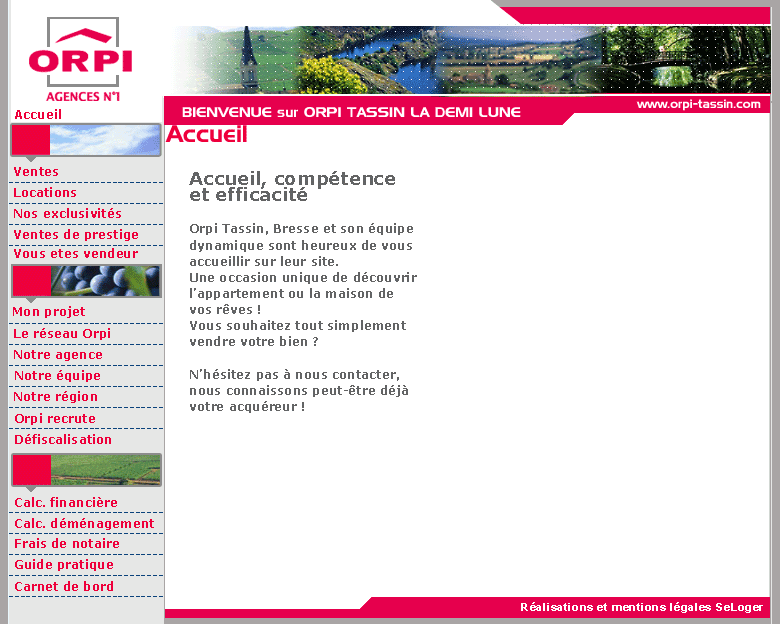 ORPI
AGENCES N°1
BIENVENUE sur ORPI TASSIN LA DEMI LUNE
www.orpi-tassin.com
Accueil
Ventes
Locations
Nos exclusivités
Ventes de prestige
Vous etes vendeur
Mon projet
Le réseau Orpi
Notre agence
Notre équipe
Notre région
Orpi recrute
Défiscalisation
Calc. financière
Calc. déménagement
Frais de notaire
Guide pratique
Carnet de bord
Accueil
Accueil, compétence
et efficacité
Orpi Tassin, Bresse et son équipe
dynamique sont heureux de vous
accueillir sur leur site.
Une occasion unique de découvrir
l'appartement ou la maison de
vos rêves !
Vous souhaitez tout simplement
vendre votre bien ?
N'hésitez pas à nous contacter,
nous connaissons peut-être déjà
votre acquéreur !
Réalisations et mentions légales SeLoger